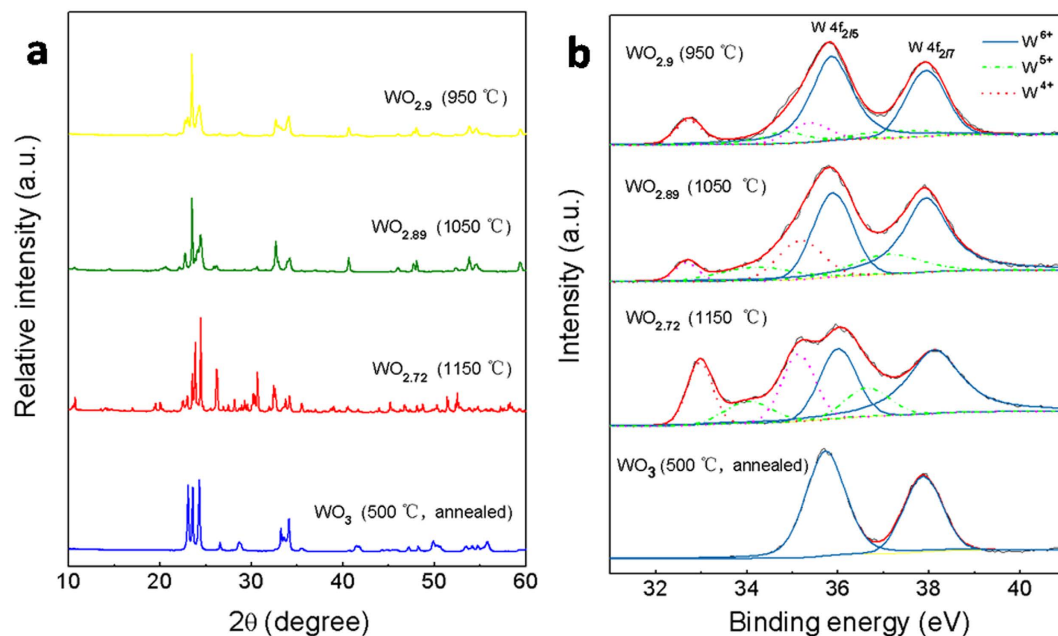 a
WO2.9 (950 ℃)
WO2.89 (1050 ℃)
WO2.72 (1150 ℃)
WO3 (500 ℃, annealed)
Relative intensity (a.u.)
10 20 30 40 50 60
2θ (degree)
b
W 4f2/5
W 4f2/7
W6+
W5+
W4+
WO2.9 (950 ℃)
WO2.89 (1050 ℃)
WO2.72 (1150 ℃)
WO3 (500 ℃, annealed)
Intensity (a.u.)
32 34 36 38 40
Binding energy (eV)